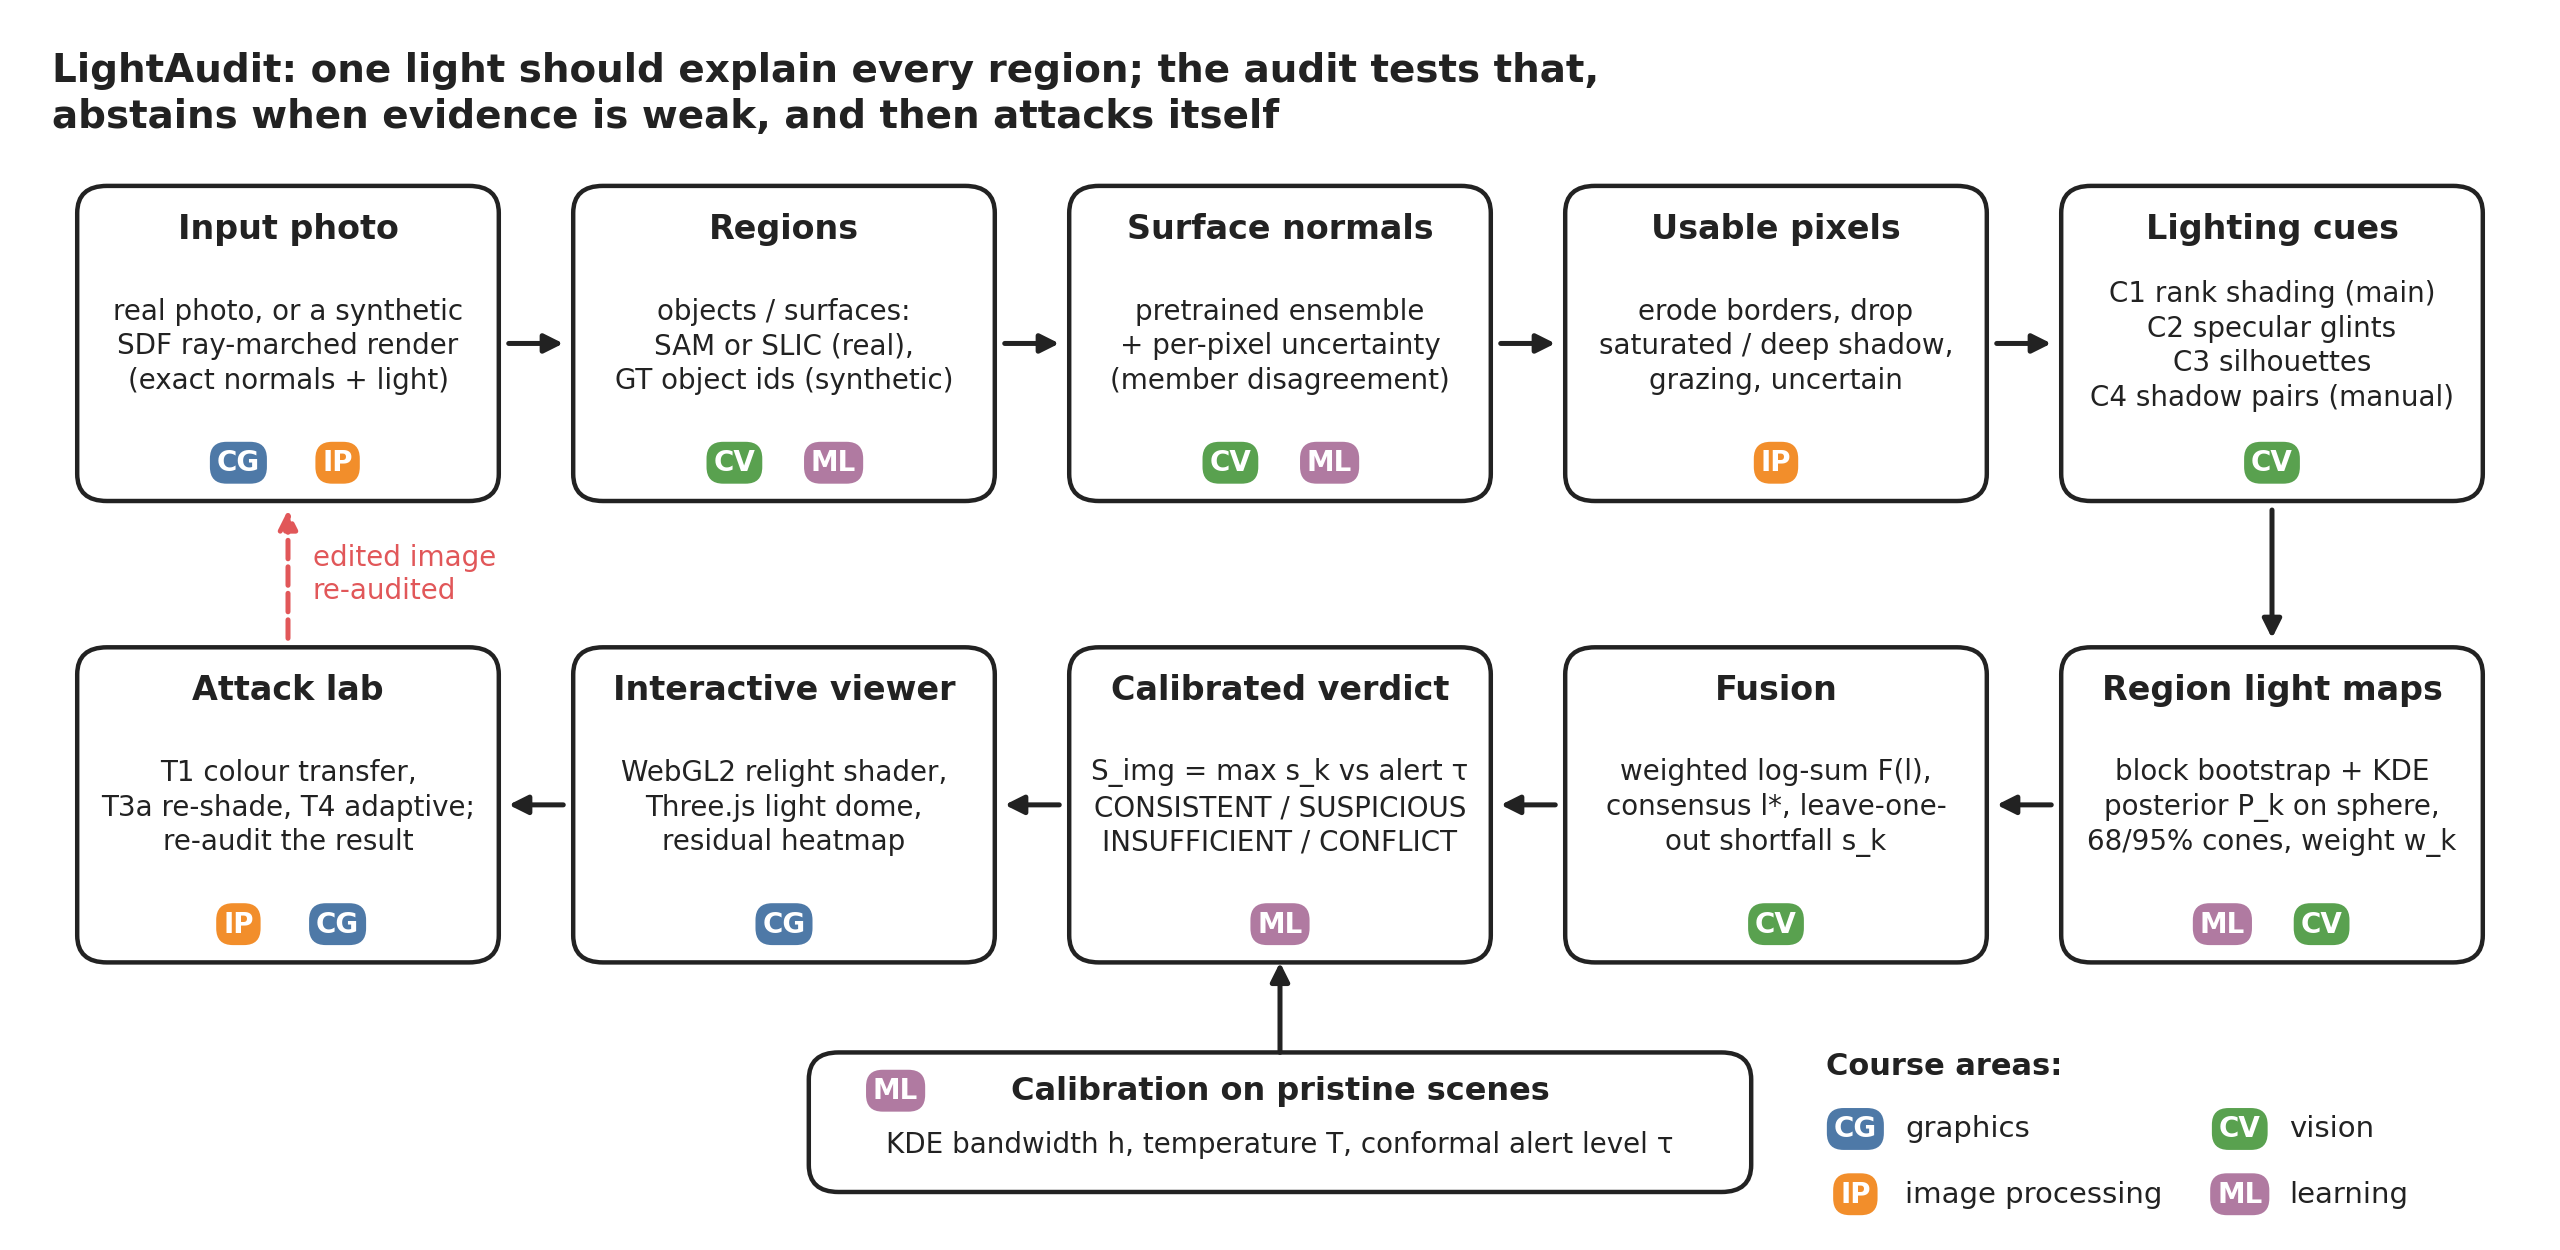 LightAudit: one light should explain every region; the audit tests that,
abstains when evidence is weak, and then attacks itself
Input photo
real photo, or a synthetic
SDF ray-marched render
(exact normals + light)
CG IP
Regions
objects / surfaces:
SAM or SLIC (real),
GT object ids (synthetic)
CV ML
Surface normals
pretrained ensemble
+ per-pixel uncertainty
(member disagreement)
CV ML
Usable pixels
erode borders, drop
saturated / deep shadow,
grazing, uncertain
IP
Lighting cues
C1 rank shading (main)
C2 specular glints
C3 silhouettes
C4 shadow pairs (manual)
CV
edited image
re-audited
Attack lab
T1 colour transfer,
T3a re-shade, T4 adaptive;
re-audit the result
IP CG
Interactive viewer
WebGL2 relight shader,
Three.js light dome,
residual heatmap
CG
Calibrated verdict
S_img = max s_k vs alert τ
CONSISTENT / SUSPICIOUS
INSUFFICIENT / CONFLICT
ML
Fusion
weighted log-sum F(l),
consensus l*, leave-one-
out shortfall s_k
CV
Region light maps
block bootstrap + KDE
posterior P_k on sphere,
68/95% cones, weight w_k
ML CV
ML Calibration on pristine scenes
KDE bandwidth h, temperature T, conformal alert level τ
Course areas:
CG graphics CV vision
IP image processing ML learning